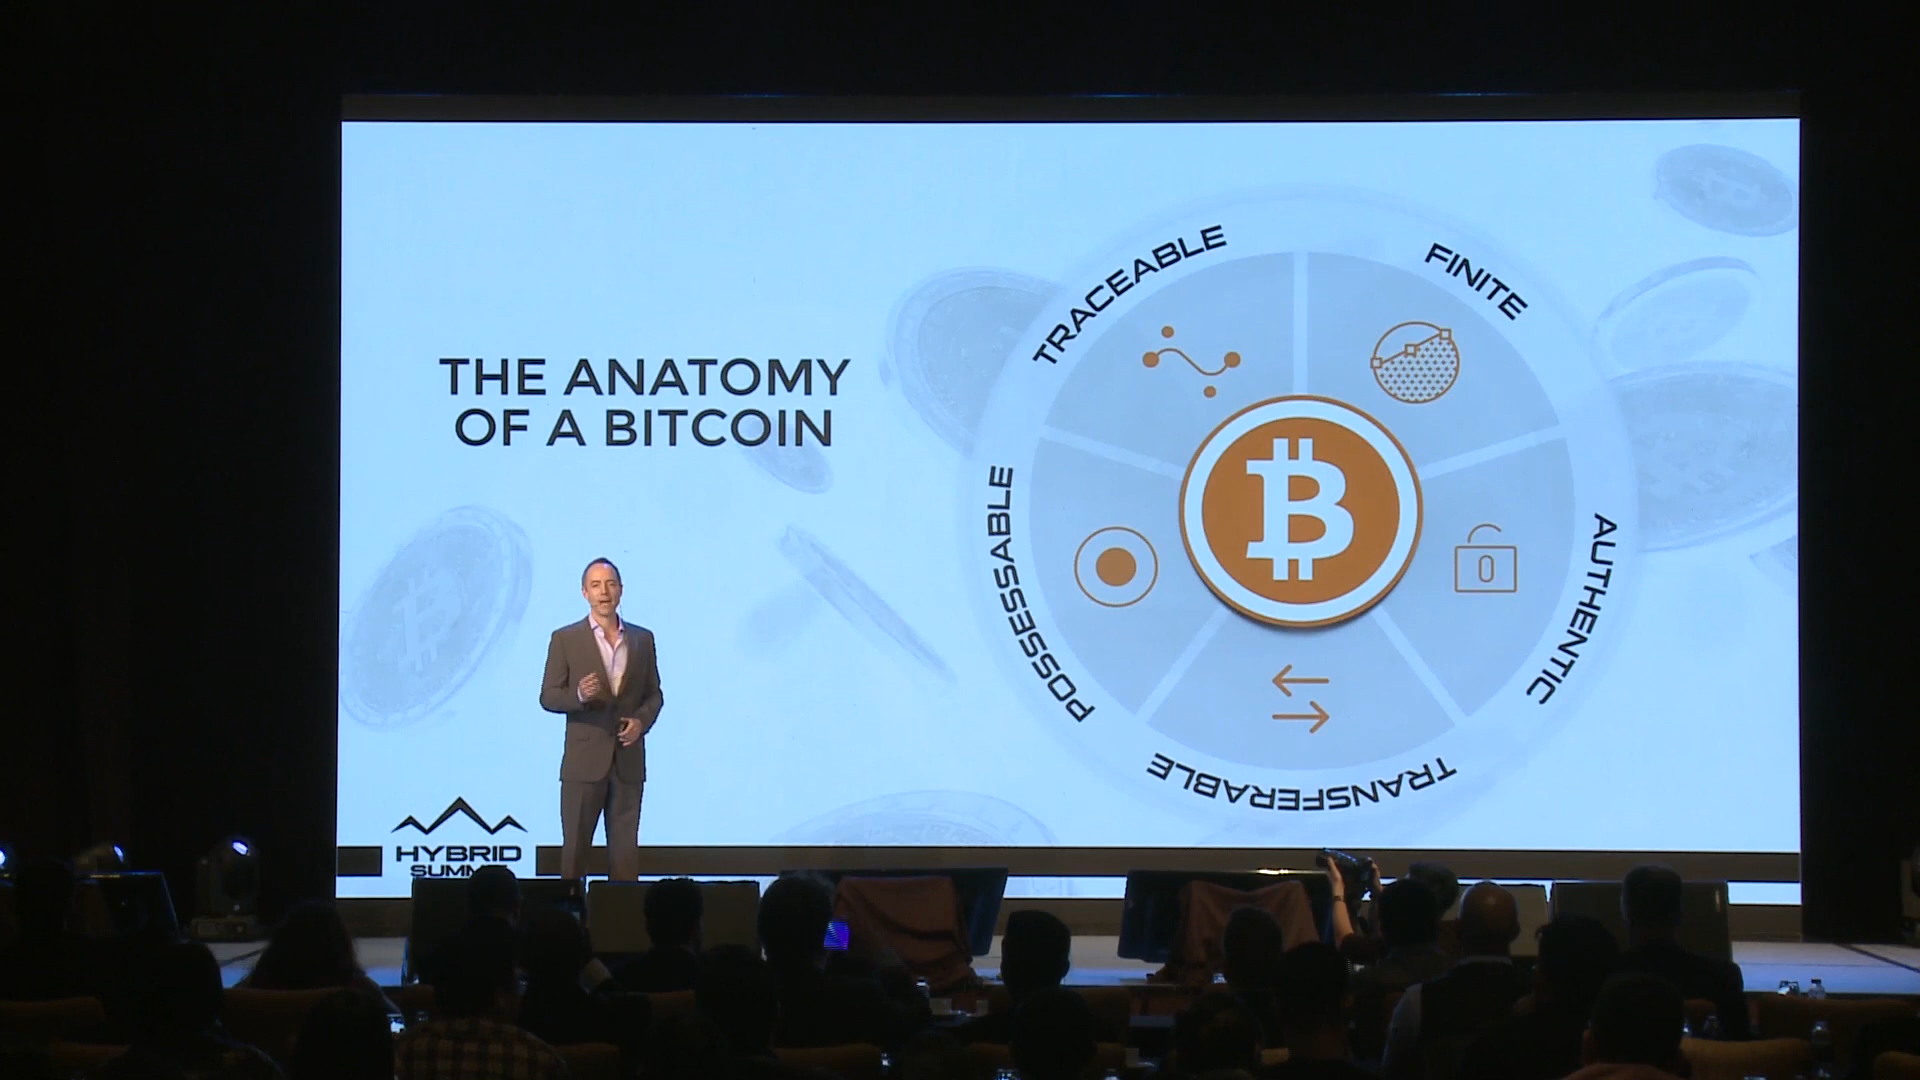 THE ANATOMY
OF A BITCOIN
TRACEABLE
FINITE
AUTHENTIC
TRANSFERABLE
POSSESSABLE
HYBRID